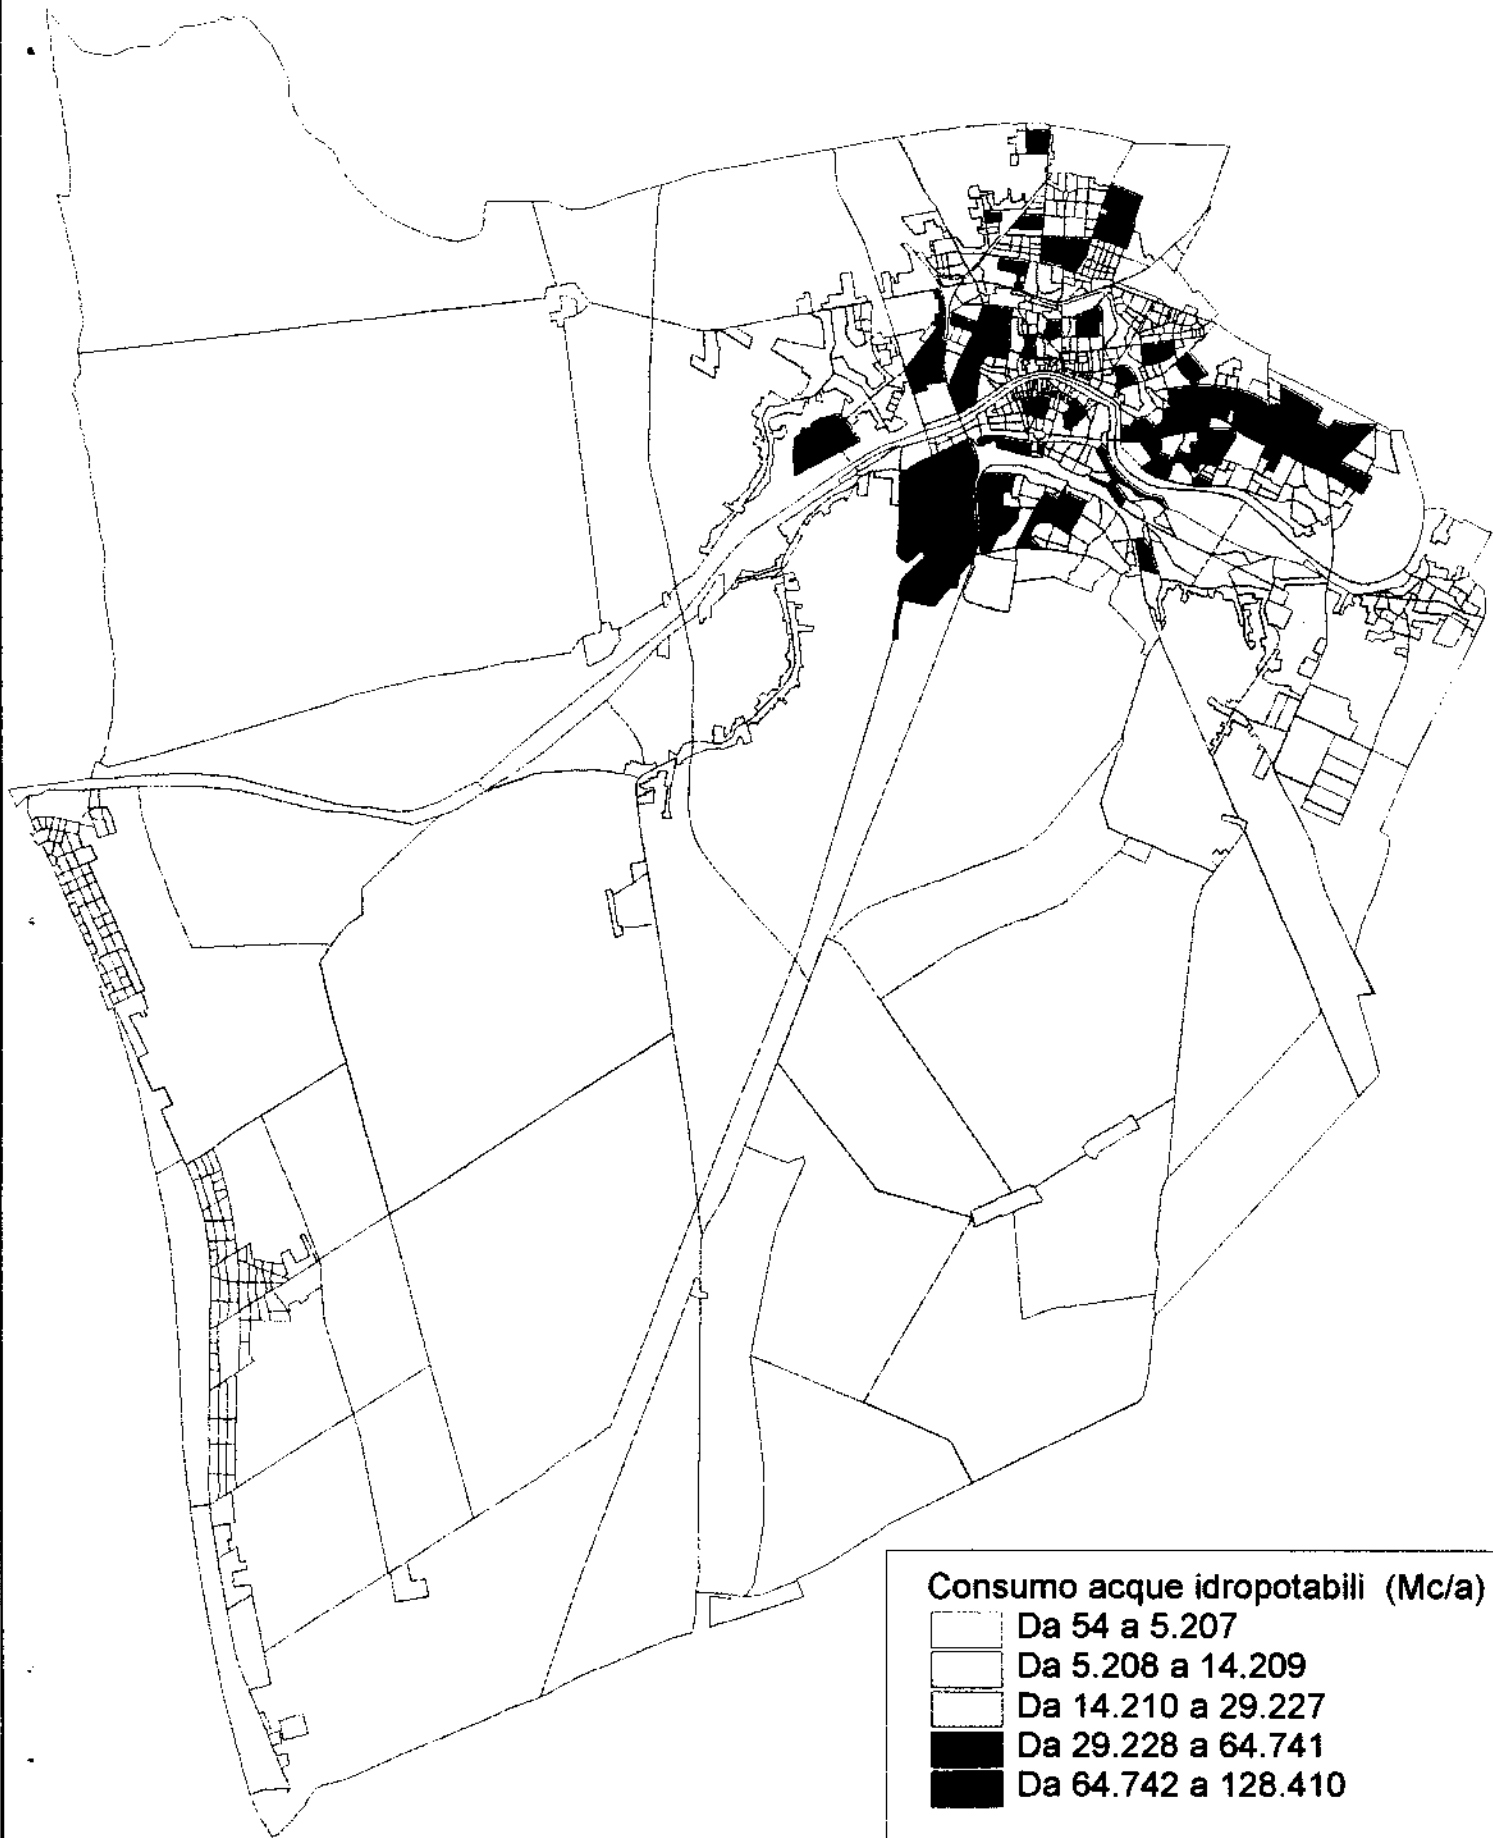 Consumo acque idropotabili (Mc/a)
Da 54 a 5.207
Da 5.208 a 14.209
Da 14.210 a 29.227
Da 29.228 a 64.741
Da 64.742 a 128.410